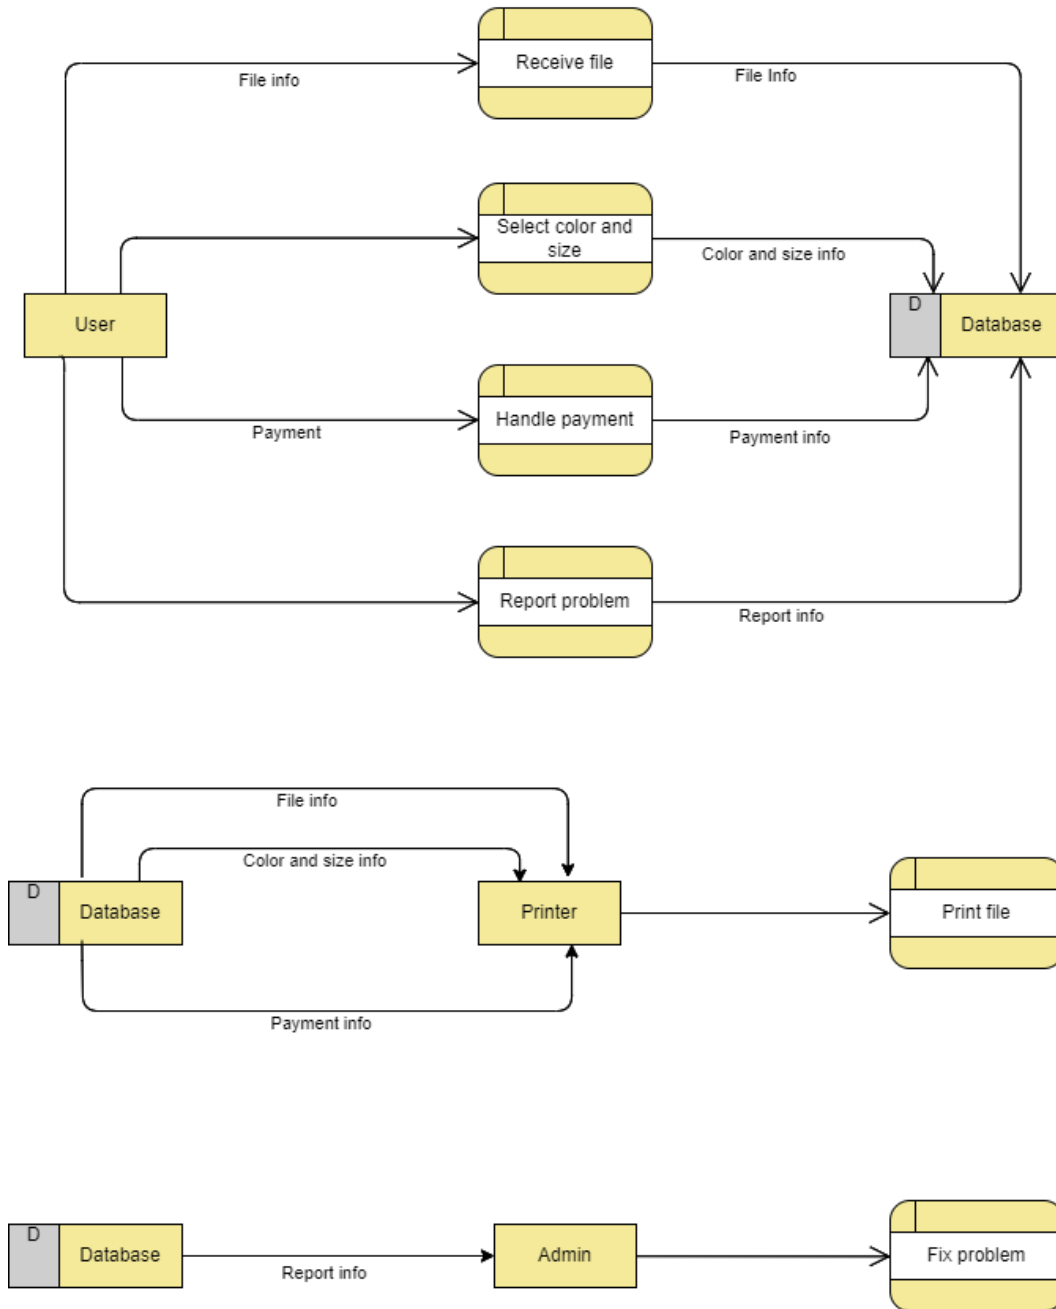 Receive file
File info
File Info
Select color and
size
Color and size info
User
D
Database
Handle payment
Payment
Payment info
Report problem
Report info
File info
Color and size info
D
Database
Printer
Print file
Payment info
D
Database
Admin
Fix problem
Report info